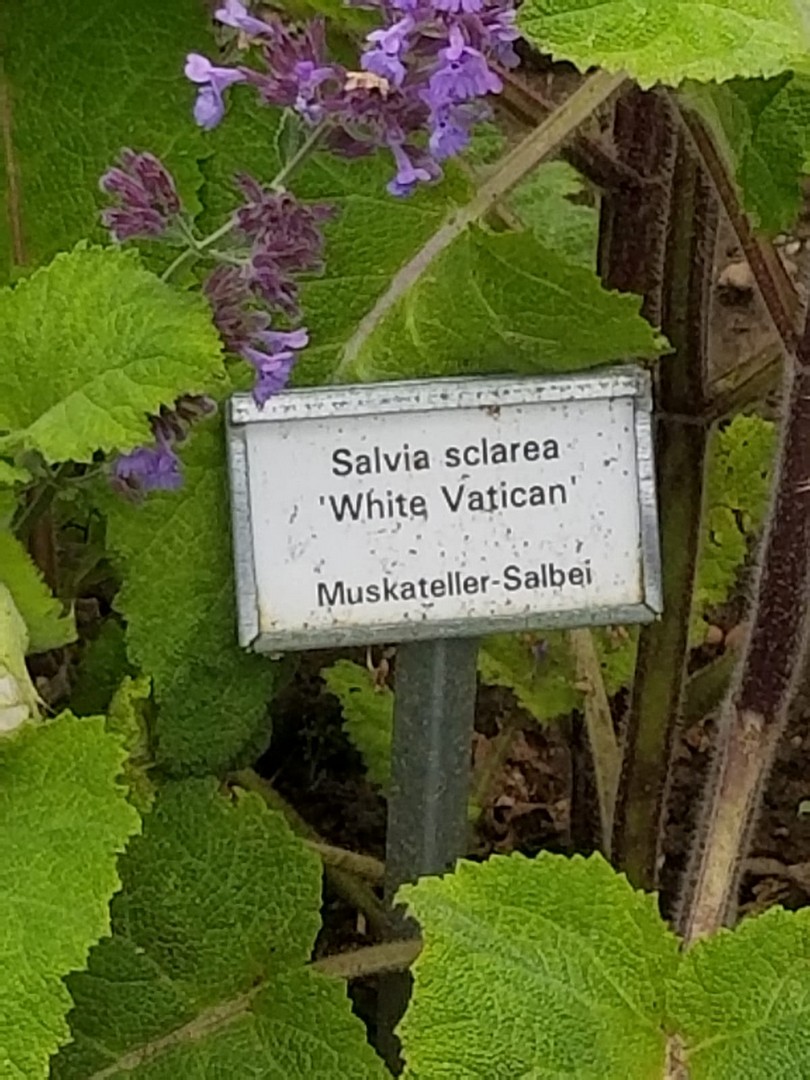 Salvia sclarea
'White Vatican'
Muskateller-Salbei